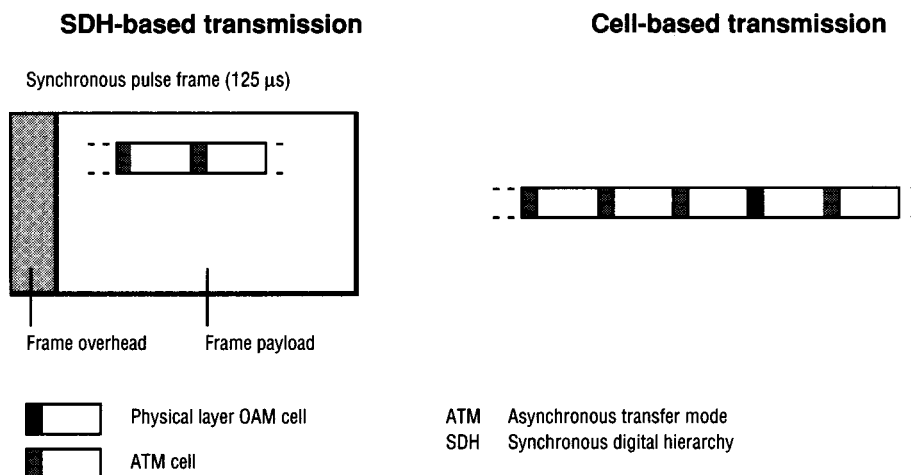 SDH-based transmission
Cell-based transmission
Synchronous pulse frame (125 μs)
Frame overhead
Frame payload
Physical layer OAM cell
ATM cell
ATM Asynchronous transfer mode
SDH Synchronous digital hierarchy